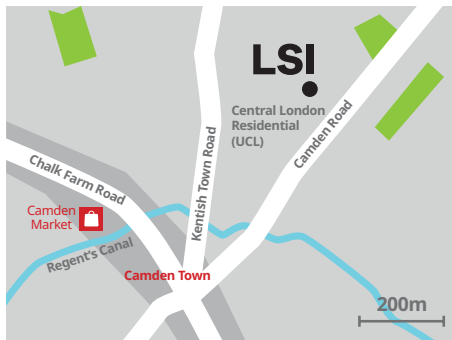 LSI
Central London
Residential
(UCL)
Camden Road
Kentish Town Road
Chalk Farm Road
Camden
Market
Regent's Canal
Camden Town
200m